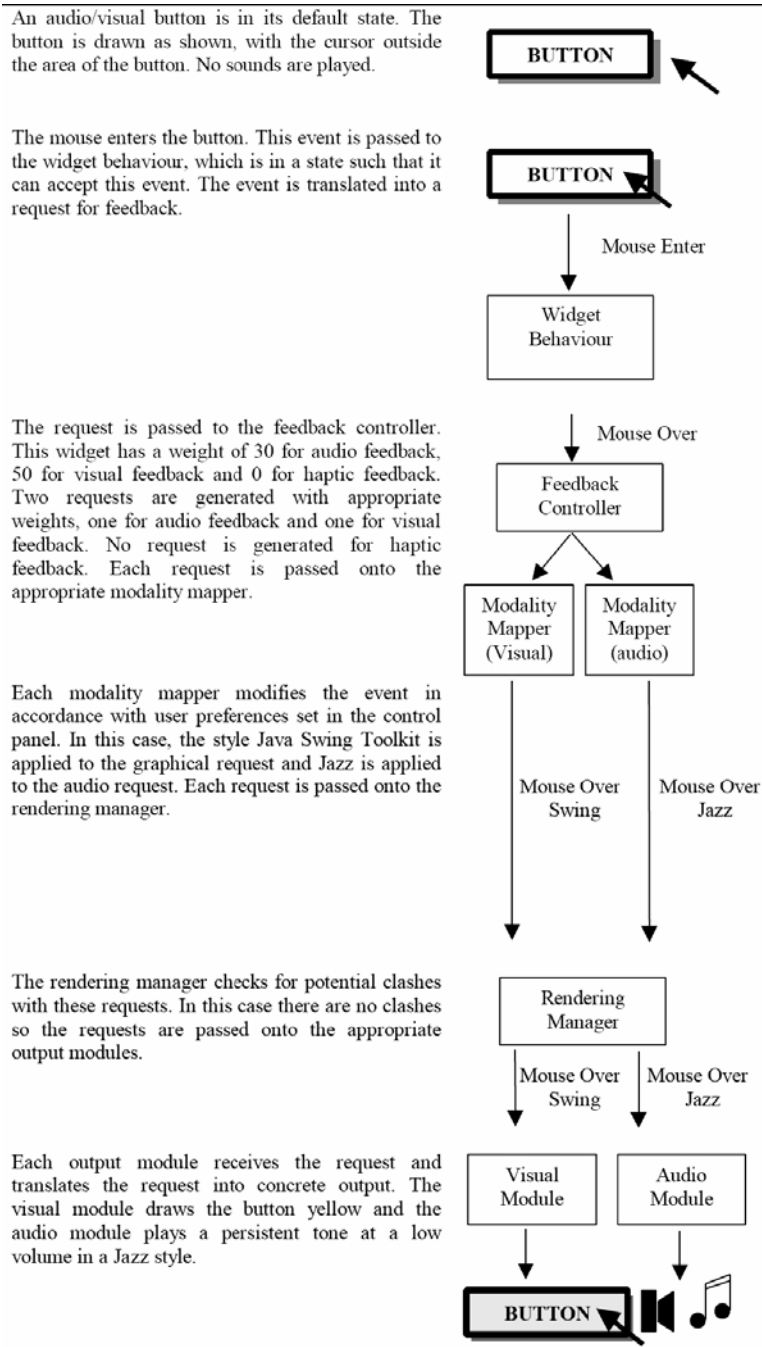 An audio/visual button is in its default state. The
button is drawn as shown, with the cursor outside
the area of the button. No sounds are played.
BUTTON
The mouse enters the button. This event is passed to
the widget behaviour, which is in a state such that it
can accept this event. The event is translated into a
request for feedback.
BUTTON
Mouse Enter
Widget
Behaviour
The request is passed to the feedback controller.
This widget has a weight of 30 for audio feedback,
50 for visual feedback and 0 for haptic feedback.
Two requests are generated with appropriate
weights, one for audio feedback and one for visual
feedback. No request is generated for haptic
feedback. Each request is passed onto the
appropriate modality mapper.
Mouse Over
Feedback
Controller
Modality
Mapper
(Visual)
Modality
Mapper
(audio)
Each modality mapper modifies the event in
accordance with user preferences set in the control
panel. In this case, the style Java Swing Toolkit is
applied to the graphical request and Jazz is applied
to the audio request. Each request is passed onto the
rendering manager.
Mouse Over
Swing
Mouse Over
Jazz
The rendering manager checks for potential clashes
with these requests. In this case there are no clashes
so the requests are passed onto the appropriate
output modules.
Rendering
Manager
Mouse Over
Swing
Mouse Over
Jazz
Each output module receives the request and
translates the request into concrete output. The
visual module draws the button yellow and the
audio module plays a persistent tone at a low
volume in a Jazz style.
Visual
Module
Audio
Module
BUTTON